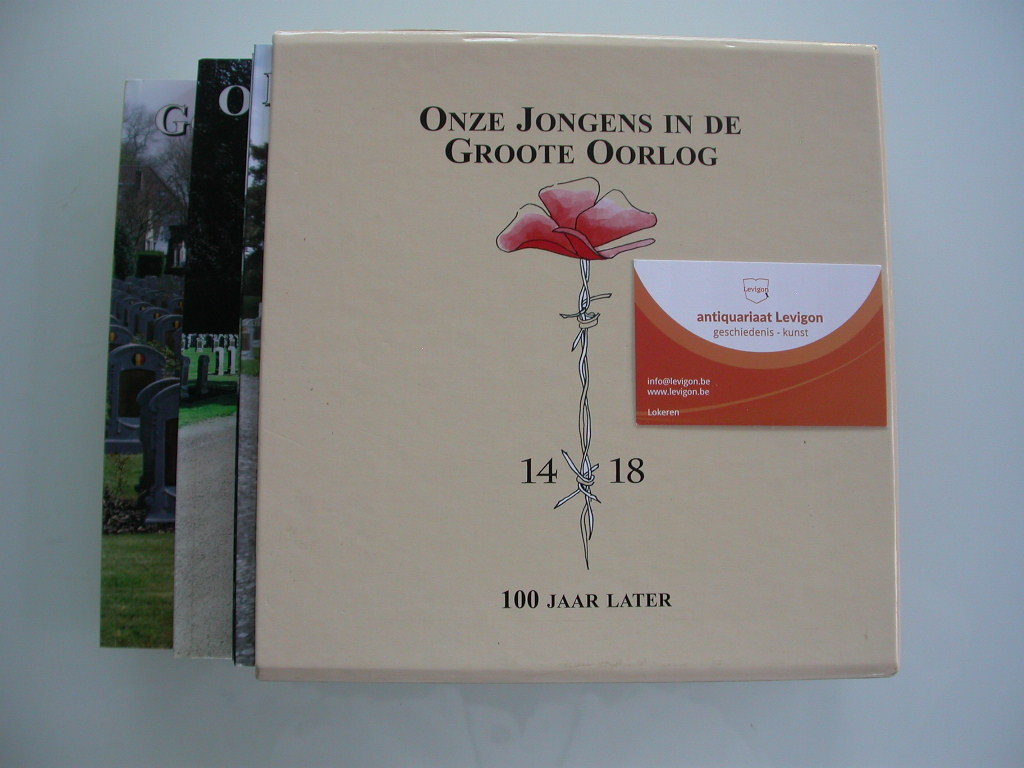 G
O
ONZE JONGENS IN DE
GROOTE OORLOG
Levigon
antiquariaat Levigon
geschiedenis - kunst
info@levigon.be
www.levigon.be
Lokeren
14 18
100 JAAR LATER